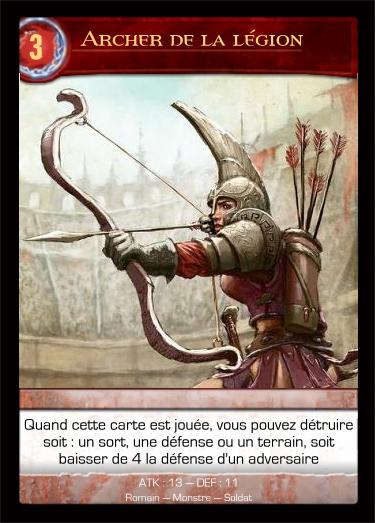 3
Archer de la légion
Quand cette carte est jouée, vous pouvez détruire
soit : un sort, une défense ou un terrain, soit
baisser de 4 la défense d'un adversaire
ATK : 13 — DEF : 11
Romain — Monstre — Soldat